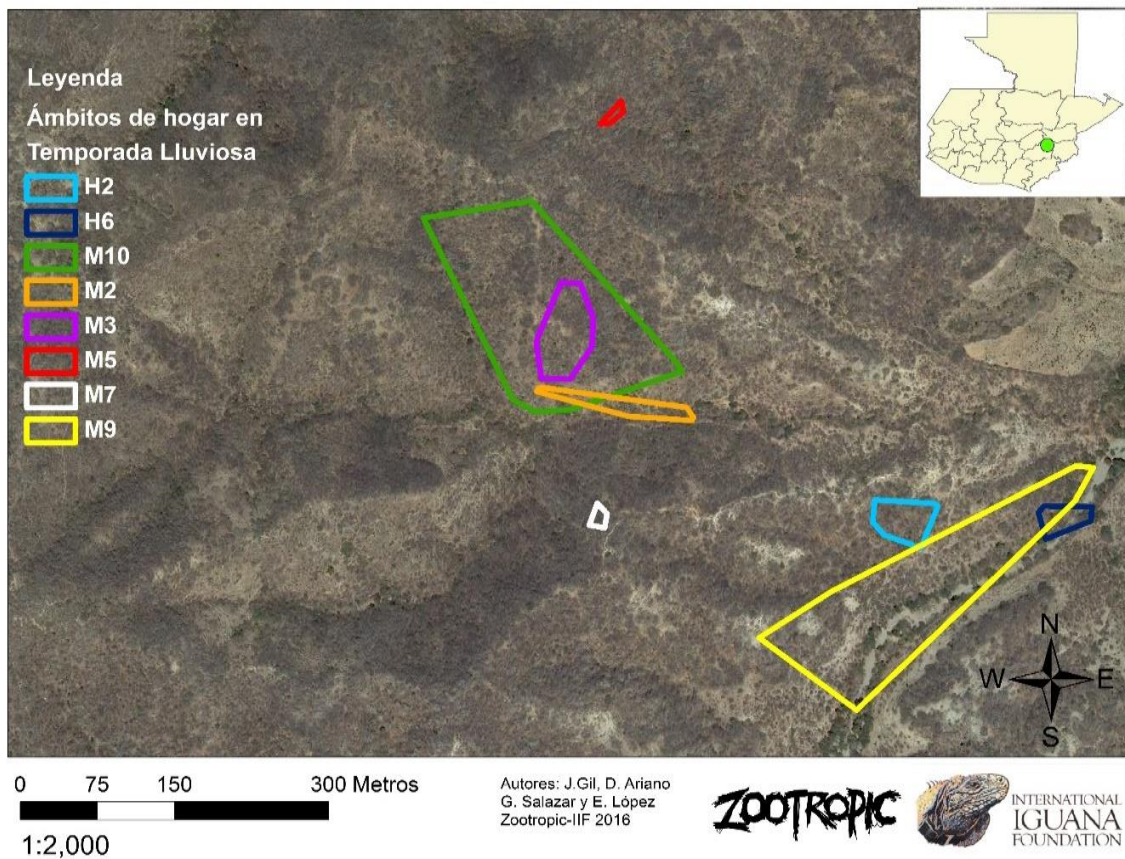 Leyenda
Ámbitos de hogar en
Temporada Lluviosa
H2
H6
M10
M2
M3
M5
M7
M9
N
W E
S
0 75 150 300 Metros
1:2,000
Autores: J.Gil, D. Ariano
G. Salazar y E. López
Zootropic-IIF 2016
ZOOTROPIC
INTERNATIONAL
IGUANA
FOUNDATION